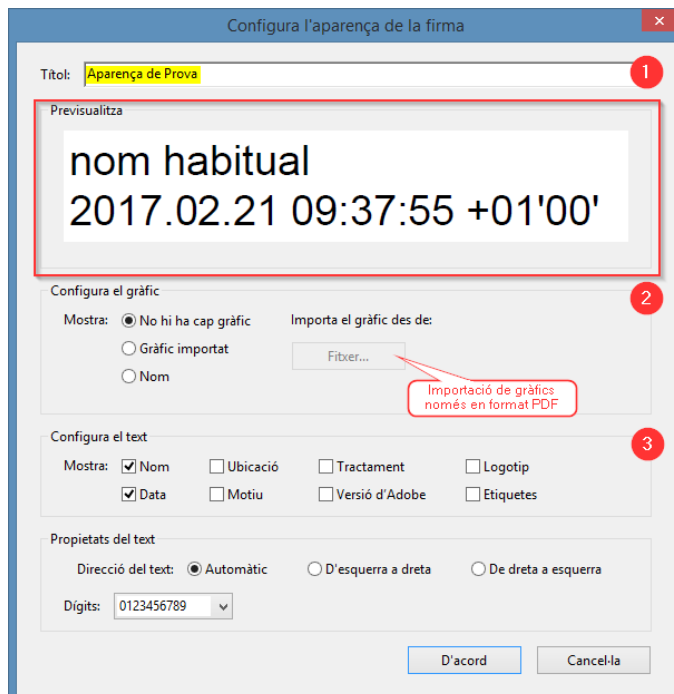 Configura l'aparença de la firma
Títol: Aparença de Prova
1
Previsualitza
nom habitual
2017.02.21 09:37:55 +01'00'
Configura el gràfic
2
Mostra: No hi ha cap gràfic Importa el gràfic des de:
Gràfic importat Fitxer...
Nom
Importació de gràfics
només en format PDF
Configura el text
3
Mostra: Nom Ubicació Tractament Logotip
Data Motiu Versió d'Adobe Etiquetes
Propietats del text
Direcció del text: Automàtic D'esquerra a dreta De dreta a esquerra
Dígits: 0123456789
D'acord Cancel·la